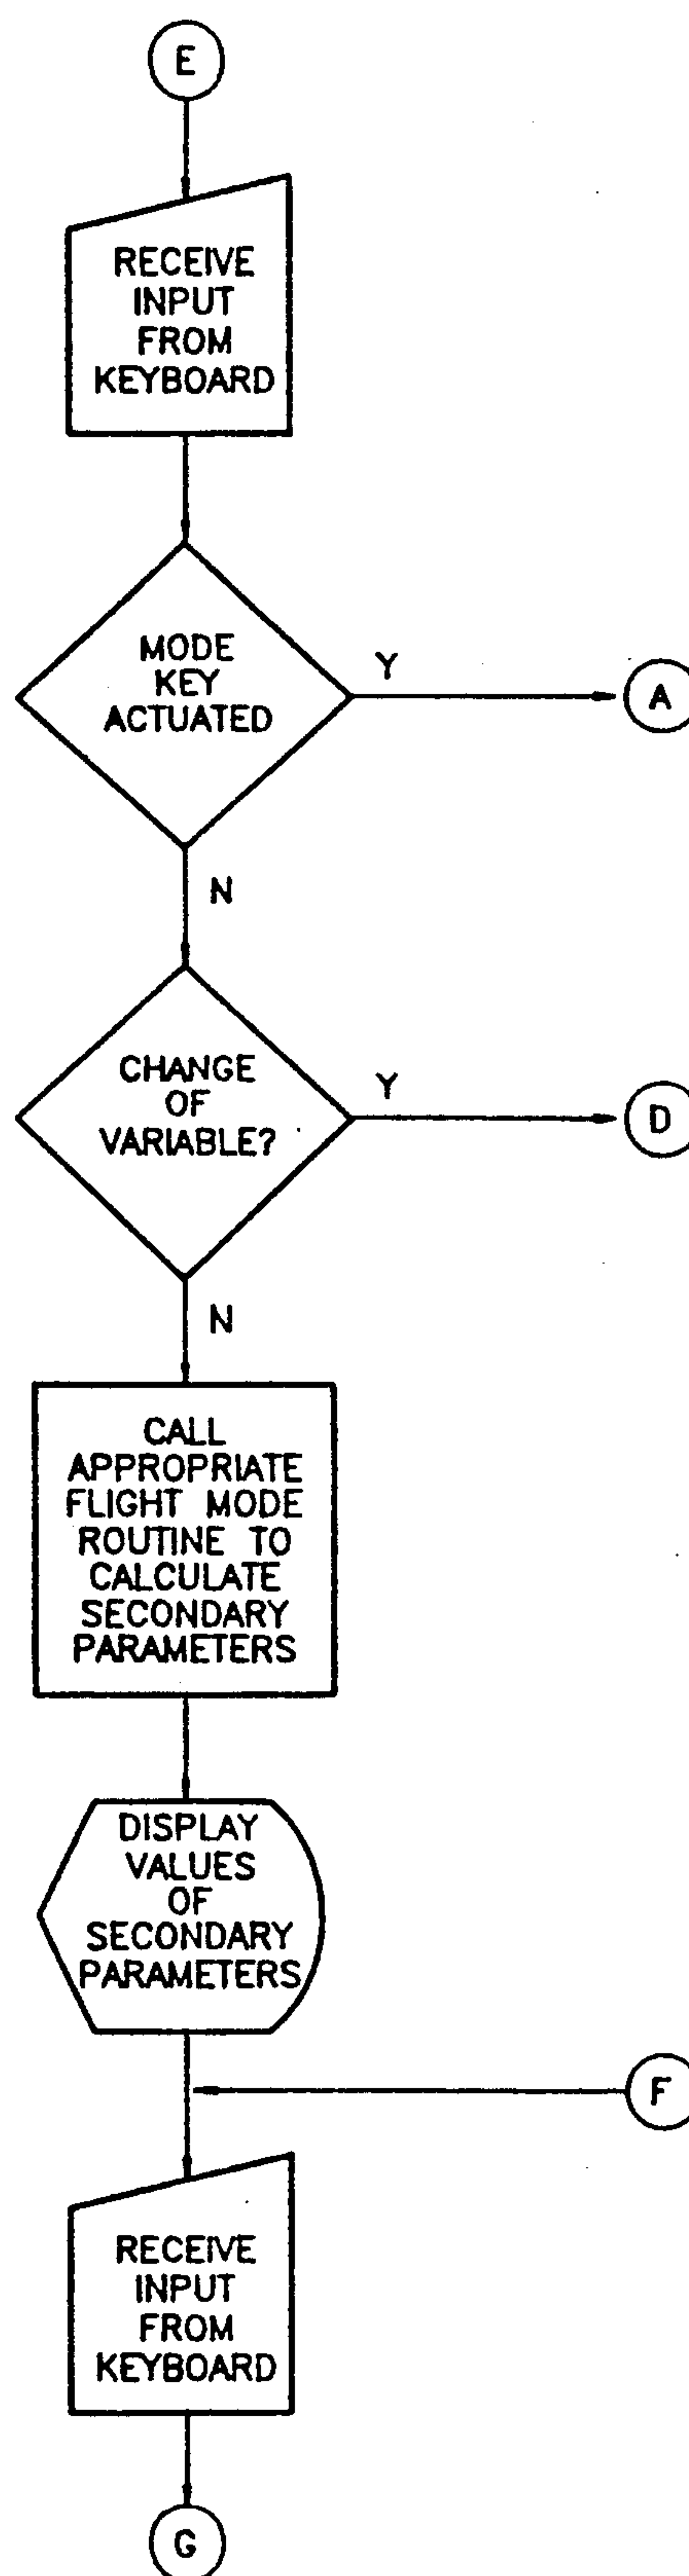 E
RECEIVE
INPUT
FROM
KEYBOARD
MODE
KEY
ACTUATED
Y
A
N
CHANGE
OF
VARIABLE?
Y
D
N
CALL
APPROPRIATE
FLIGHT MODE
ROUTINE TO
CALCULATE
SECONDARY
PARAMETERS
DISPLAY
VALUES
OF
SECONDARY
PARAMETERS
F
RECEIVE
INPUT
FROM
KEYBOARD
G